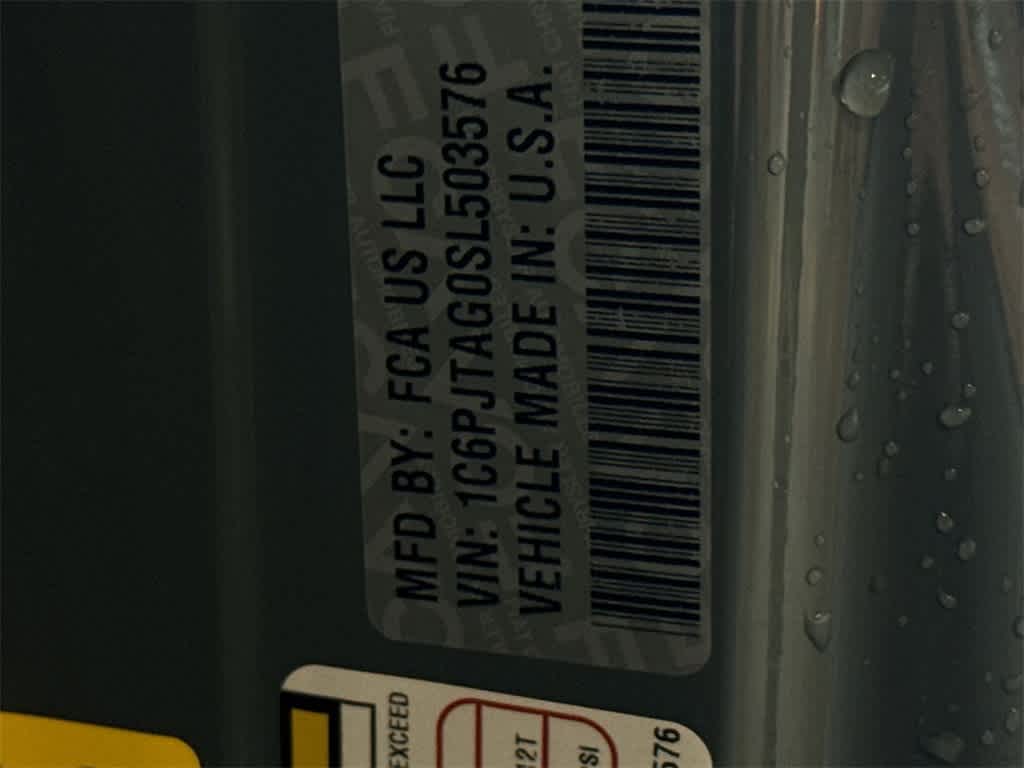 MFD BY: FCA US LLC
VIN: 1C6PJTAG0SL503576
VEHICLE MADE IN: U.S.A.
EXCEED
576